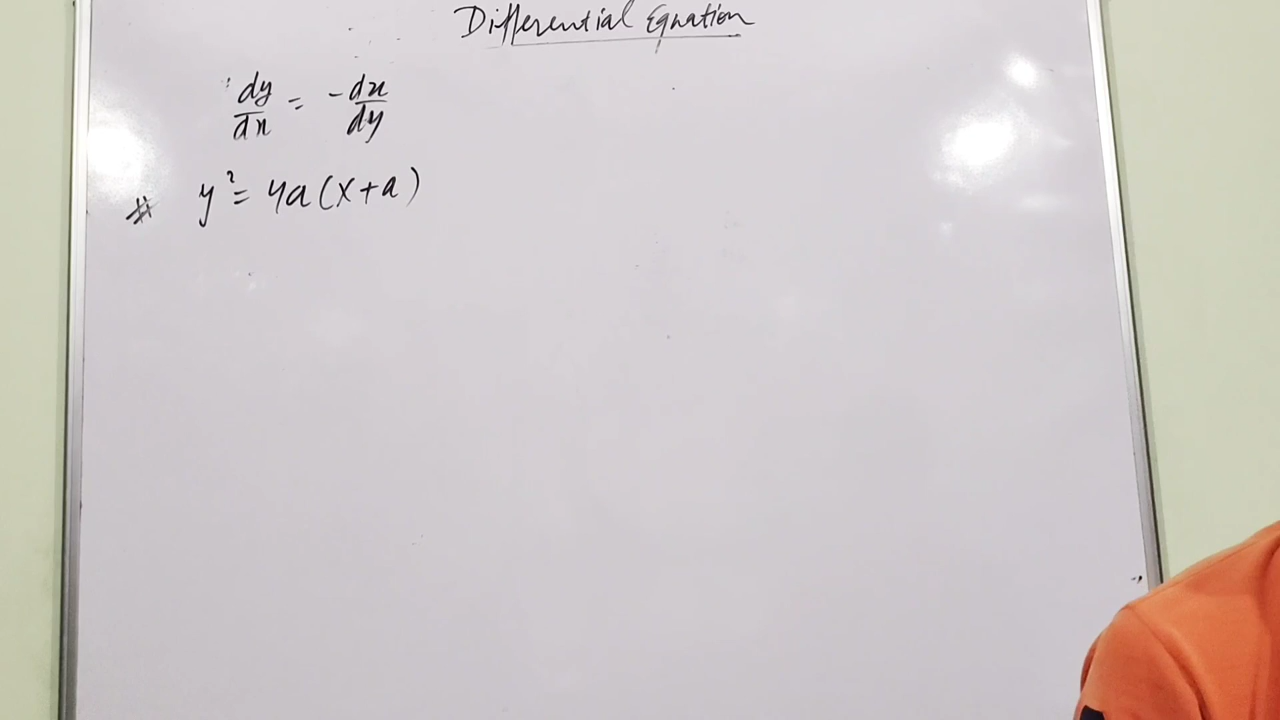 Differential Equation
dy/dx = -dx/dy
# y² = 4a(x+a)